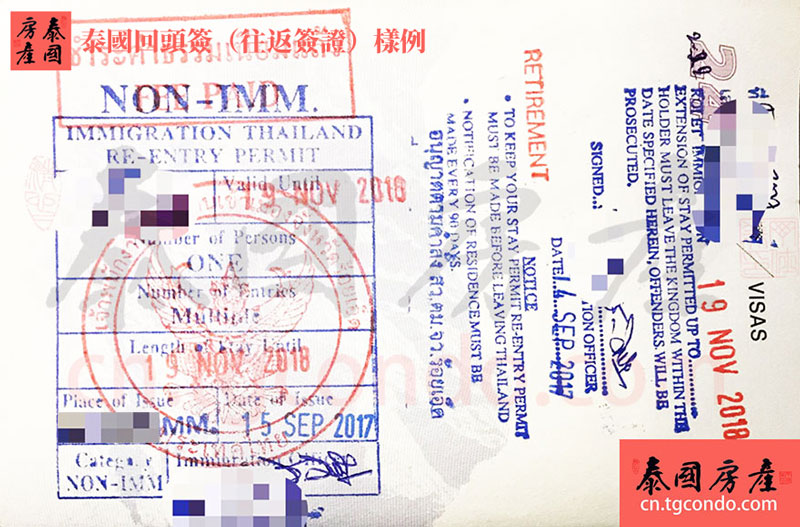 泰國
房產
泰國回頭簽（往返簽證）樣例
NON-IMM.
IMMIGRATION THAILAND
RE-ENTRY PERMIT
Valid Until
19 NOV 2018
Number of Persons
ONE
Number of Entries
Multiple
Length of Stay Until
19 NOV 2018
Place of Issue
Date of Issue
IMM.
15 SEP 2017
Category
Immigration
NON-IMM
RETIREMENT
NOTICE
• TO KEEP YOUR STAY PERMIT RE-ENTRY PERMIT
MUST BE MADE BEFORE LEAVING THAILAND
• NOTIFICATION OF RESIDENCE MUST BE
MADE EVERY 90 DAYS.
EXTENSION OF STAY PERMITTED UP TO
19 NOV 2018
HOLDER MUST LEAVE THE KINGDOM WITHIN THE
DATE SPECIFIED HEREIN, OFFENDERS WILL BE
PROSECUTED.
SIGNED
TION OFFICER
DATE
SEP 2017
VISAS
泰國房產
cn.tgcondo.com